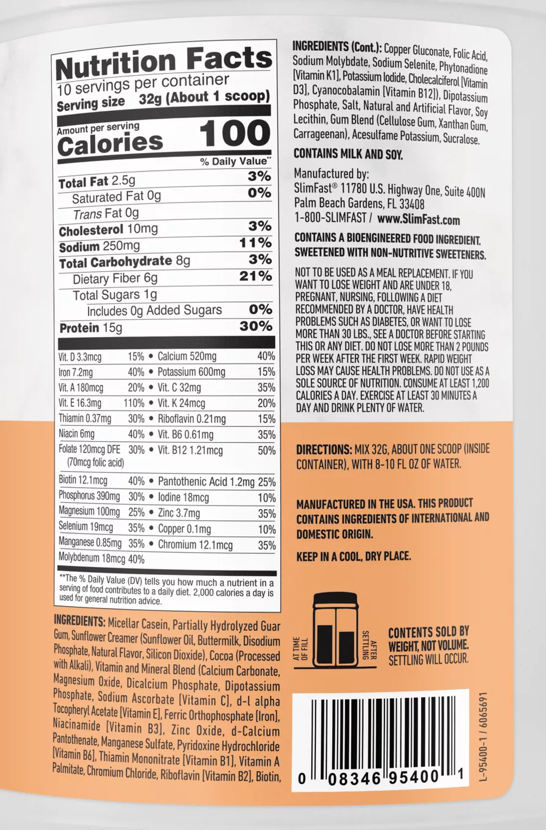 Nutrition Facts
10 servings per container
Serving size 32g (About 1 scoop)
Amount per serving
Calories 100
% Daily Value**
Total Fat 2.5g 3%
Saturated Fat 0g 0%
Trans Fat 0g
Cholesterol 10mg 3%
Sodium 250mg 11%
Total Carbohydrate 8g 3%
Dietary Fiber 6g 21%
Total Sugars 1g
Includes 0g Added Sugars 0%
Protein 15g 30%
Vit. D 3.3mcg 15% • Calcium 520mg 40%
Iron 7.2mg 40% • Potassium 600mg 15%
Vit. A 180mcg 20% • Vit. C 32mg 35%
Vit. E 16.3mg 110% • Vit. K 24mcg 20%
Thiamin 0.37mg 30% • Riboflavin 0.21mg 15%
Niacin 6mg 40% • Vit. B6 0.61mg 35%
Folate 120mcg DFE 30% • Vit. B12 1.21mcg 50%
(70mcg folic acid)
Biotin 12.1mcg 40% • Pantothenic Acid 1.2mg 25%
Phosphorus 390mg 30% • Iodine 18mcg 10%
Magnesium 100mg 25% • Zinc 3.7mg 35%
Selenium 19mcg 35% • Copper 0.1mg 10%
Manganese 0.85mg 35% • Chromium 12.1mcg 35%
Molybdenum 18mcg 40%
**The % Daily Value (DV) tells you how much a nutrient in a
serving of food contributes to a daily diet. 2,000 calories a day is
used for general nutrition advice.
INGREDIENTS: Micellar Casein, Partially Hydrolyzed Guar
Gum, Sunflower Creamer (Sunflower Oil, Buttermilk, Disodium
Phosphate, Natural Flavor, Silicon Dioxide), Cocoa (Processed
with Alkali), Vitamin and Mineral Blend (Calcium Carbonate,
Magnesium Oxide, Dicalcium Phosphate, Dipotassium
Phosphate, Sodium Ascorbate [Vitamin C], d-l alpha
Tocopheryl Acetate [Vitamin E], Ferric Orthophosphate [Iron],
Niacinamide [Vitamin B3], Zinc Oxide, d-Calcium
Pantothenate, Manganese Sulfate, Pyridoxine Hydrochloride
[Vitamin B6], Thiamin Mononitrate [Vitamin B1], Vitamin A
Palmitate, Chromium Chloride, Riboflavin [Vitamin B2], Biotin,
INGREDIENTS (Cont.): Copper Gluconate, Folic Acid,
Sodium Molybdate, Sodium Selenite, Phytonadione
[Vitamin K1], Potassium Iodide, Cholecalciferol [Vitamin
D3], Cyanocobalamin [Vitamin B12]), Dipotassium
Phosphate, Salt, Natural and Artificial Flavor, Soy
Lecithin, Gum Blend (Cellulose Gum, Xanthan Gum,
Carrageenan), Acesulfame Potassium, Sucralose.
CONTAINS MILK AND SOY.
Manufactured by:
SlimFast® 11780 U.S. Highway One, Suite 400N
Palm Beach Gardens, FL 33408
1-800-SLIMFAST / www.SlimFast.com
CONTAINS A BIOENGINEERED FOOD INGREDIENT.
SWEETENED WITH NON-NUTRITIVE SWEETENERS.
NOT TO BE USED AS A MEAL REPLACEMENT. IF YOU
WANT TO LOSE WEIGHT AND ARE UNDER 18,
PREGNANT, NURSING, FOLLOWING A DIET
RECOMMENDED BY A DOCTOR, HAVE HEALTH
PROBLEMS SUCH AS DIABETES, OR WANT TO LOSE
MORE THAN 30 LBS., SEE A DOCTOR BEFORE STARTING
THIS OR ANY DIET. DO NOT LOSE MORE THAN 2 POUNDS
PER WEEK AFTER THE FIRST WEEK. RAPID WEIGHT
LOSS MAY CAUSE HEALTH PROBLEMS. DO NOT USE AS A
SOLE SOURCE OF NUTRITION. CONSUME AT LEAST 1,200
CALORIES A DAY. EXERCISE AT LEAST 30 MINUTES A
DAY AND DRINK PLENTY OF WATER.
DIRECTIONS: MIX 32G, ABOUT ONE SCOOP (INSIDE
CONTAINER), WITH 8-10 FL OZ OF WATER.
MANUFACTURED IN THE USA. THIS PRODUCT
CONTAINS INGREDIENTS OF INTERNATIONAL AND
DOMESTIC ORIGIN.
KEEP IN A COOL, DRY PLACE.
AT TIME
OF FILL
AFTER
SETTLING
CONTENTS SOLD BY
WEIGHT, NOT VOLUME.
SETTLING WILL OCCUR.
0 08346 95400 1
L-95400-1 / 6065691